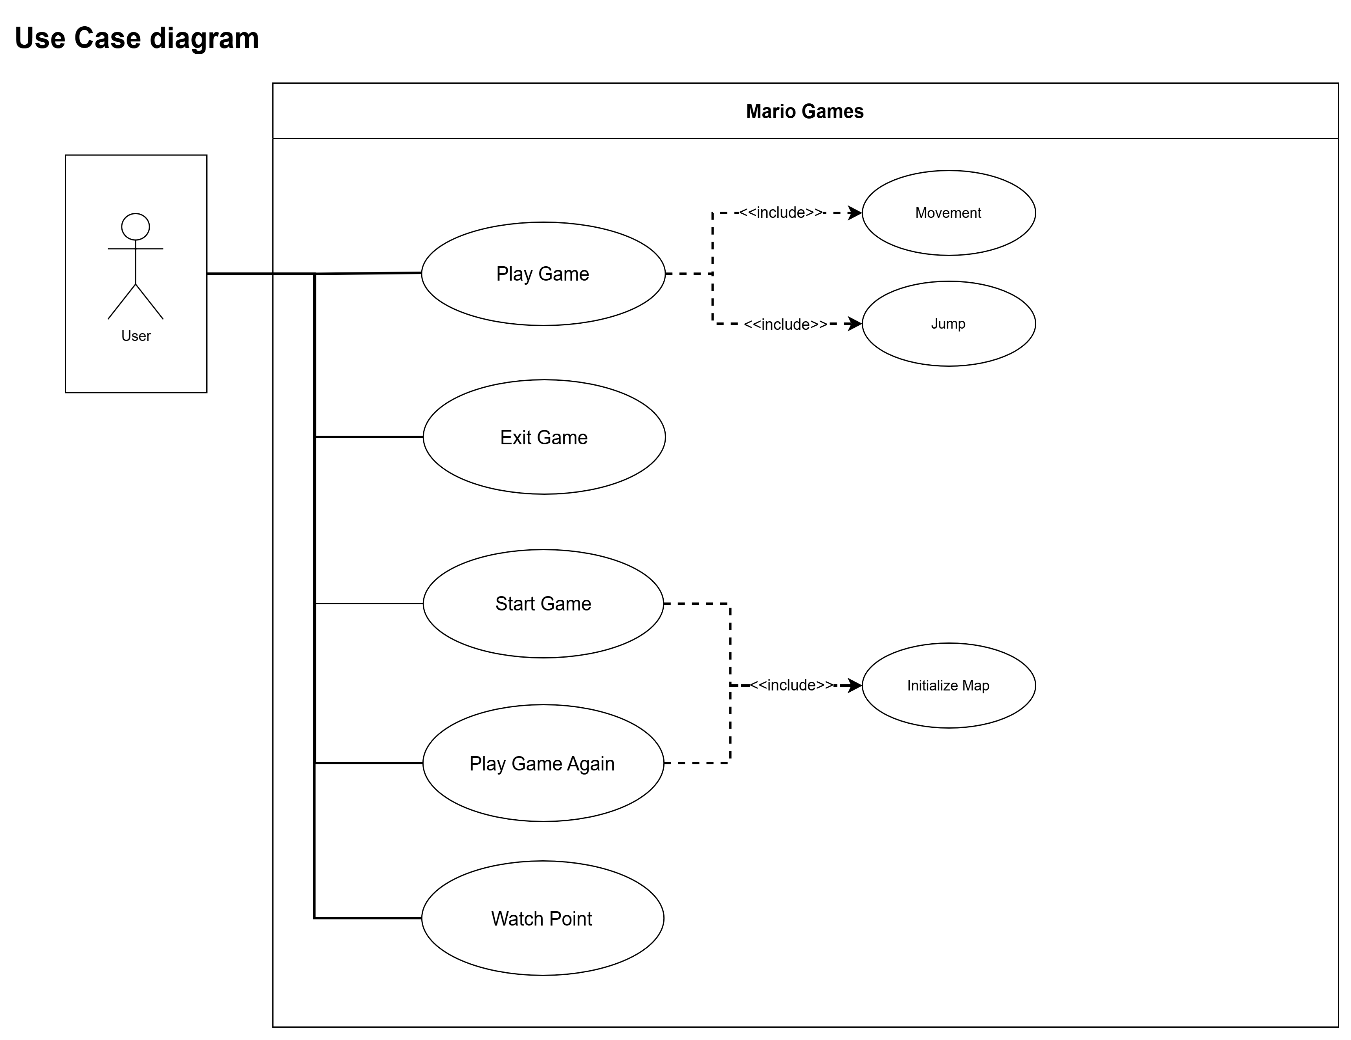 Use Case diagram
Mario Games
User
Play Game
<<include>>
Movement
<<include>>
Jump
Exit Game
Start Game
<<include>>
Initialize Map
Play Game Again
Watch Point